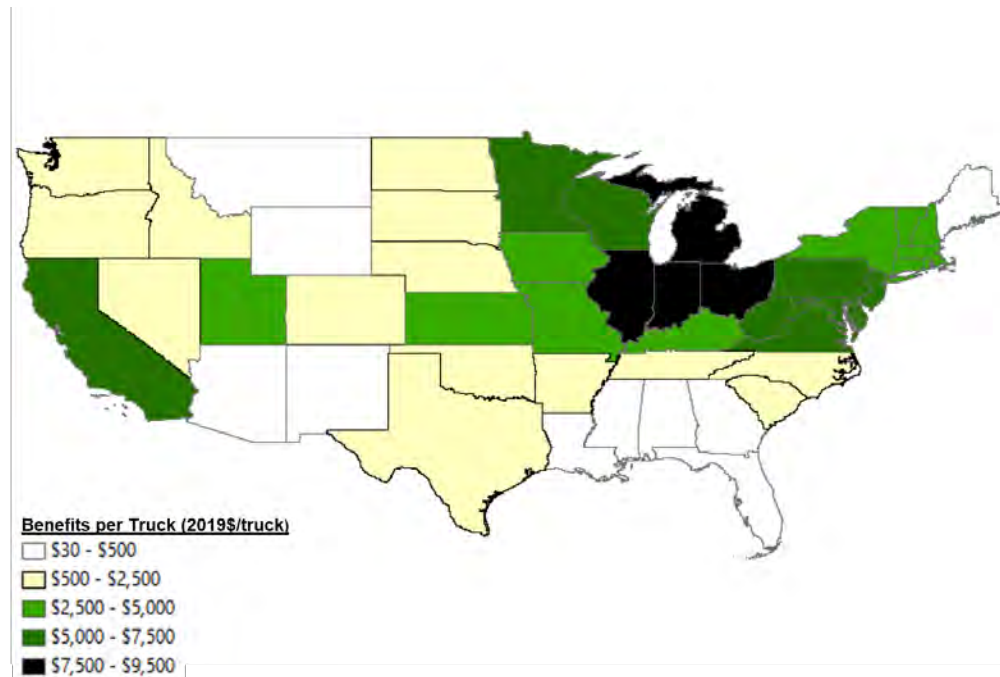 Benefits per Truck (2019$/truck)
$30 - $500
$500 - $2,500
$2,500 - $5,000
$5,000 - $7,500
$7,500 - $9,500